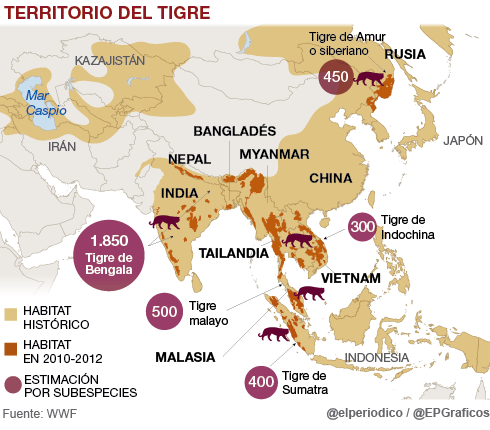 TERRITORIO DEL TIGRE
Tigre de Amur
o siberiano
RUSIA
450
KAZAJISTÁN
Mar
Caspio
BANGLADÉS
JAPÓN
IRÁN
NEPAL
MYANMAR
INDIA
CHINA
1.850
Tigre de
Bengala
300
Tigre de
Indochina
TAILANDIA
VIETNAM
500
Tigre
malayo
HABITAT
HISTÓRICO
HABITAT
EN 2010-2012
MALASIA
INDONESIA
400
Tigre de
Sumatra
ESTIMACIÓN
POR SUBESPECIES
Fuente: WWF
@elperiodico / @EPGraficos